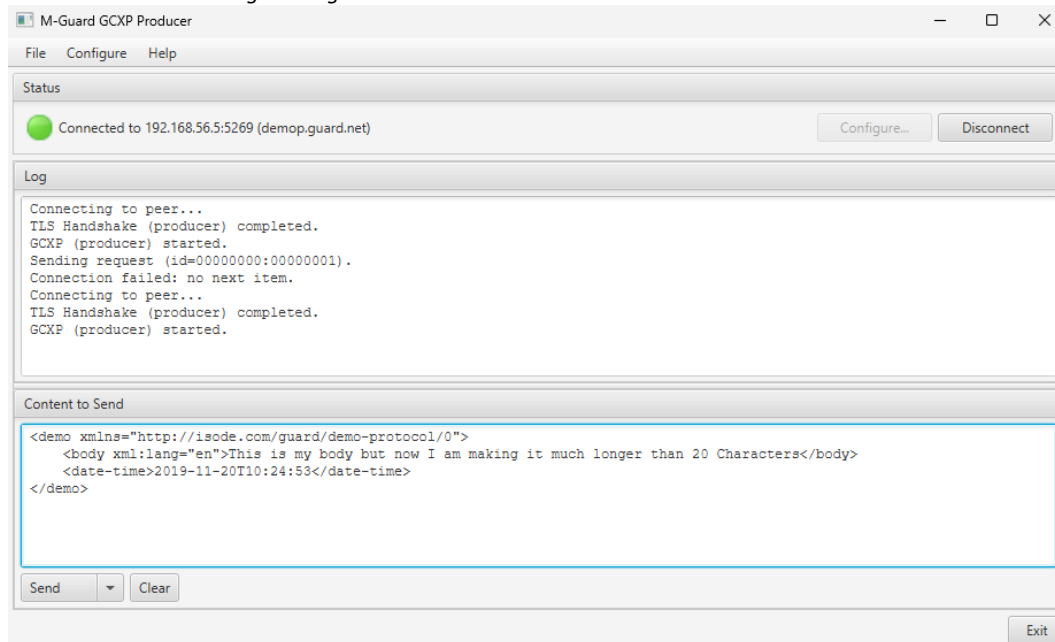 M-Guard GCXP Producer
File Configure Help
Status
Connected to 192.168.56.5:5269 (demop.guard.net)
Configure... Disconnect
Log
Connecting to peer...
TLS Handshake (producer) completed.
GCXP (producer) started.
Sending request (id=00000000:00000001).
Connection failed: no next item.
Connecting to peer...
TLS Handshake (producer) completed.
GCXP (producer) started.
Content to Send
<demo xmlns="http://isode.com/guard/demo-protocol/0">
    <body xml:lang="en">This is my body but now I am making it much longer than 20 Characters</body>
    <date-time>2019-11-20T10:24:53</date-time>
</demo>
Send Clear
Exit